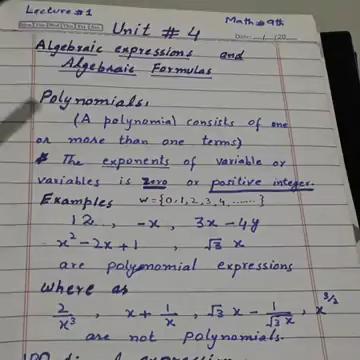 Lecture #1
Math #9th
Unit # 4
Date:
Algebraic expressions and
Algebraic Formulas
Polynomials:
(A polynomia) consists of one
or more than one terms)
The exponents of variable or
variables is zero or positive integer.
Examples W={0,1,2,3,4,......}
12, -x, 3x-4y
x²-2x+1, √3 x
are polynomial expressions
where as
2/x³, x+1/x, √3 x - 1/(√3 x), x^(3/2)
are not polynomials.